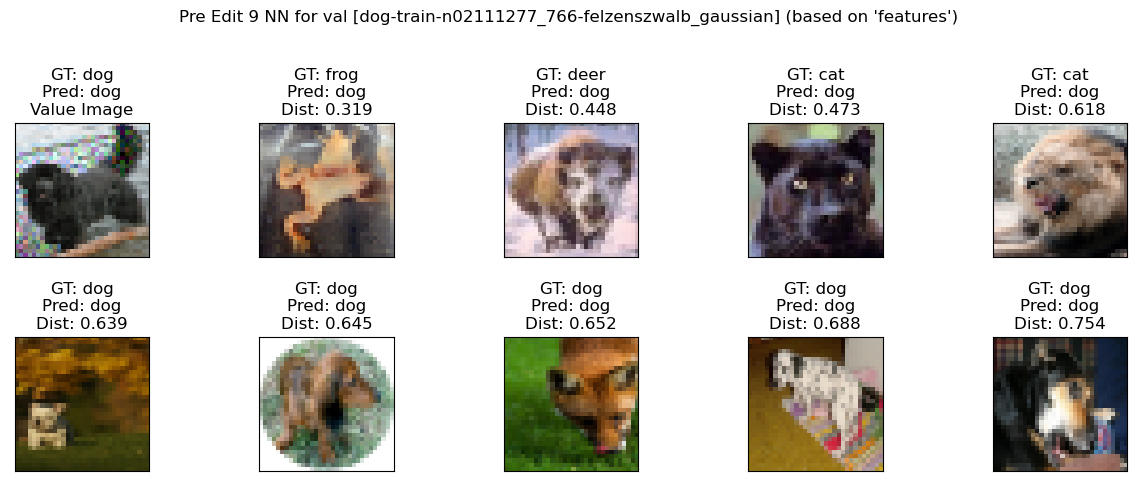 Pre Edit 9 NN for val [dog-train-n02111277_766-felzenszwalb_gaussian] (based on 'features')
GT: dog
Pred: dog
Value Image
GT: frog
Pred: dog
Dist: 0.319
GT: deer
Pred: dog
Dist: 0.448
GT: cat
Pred: dog
Dist: 0.473
GT: cat
Pred: dog
Dist: 0.618
GT: dog
Pred: dog
Dist: 0.639
GT: dog
Pred: dog
Dist: 0.645
GT: dog
Pred: dog
Dist: 0.652
GT: dog
Pred: dog
Dist: 0.688
GT: dog
Pred: dog
Dist: 0.754